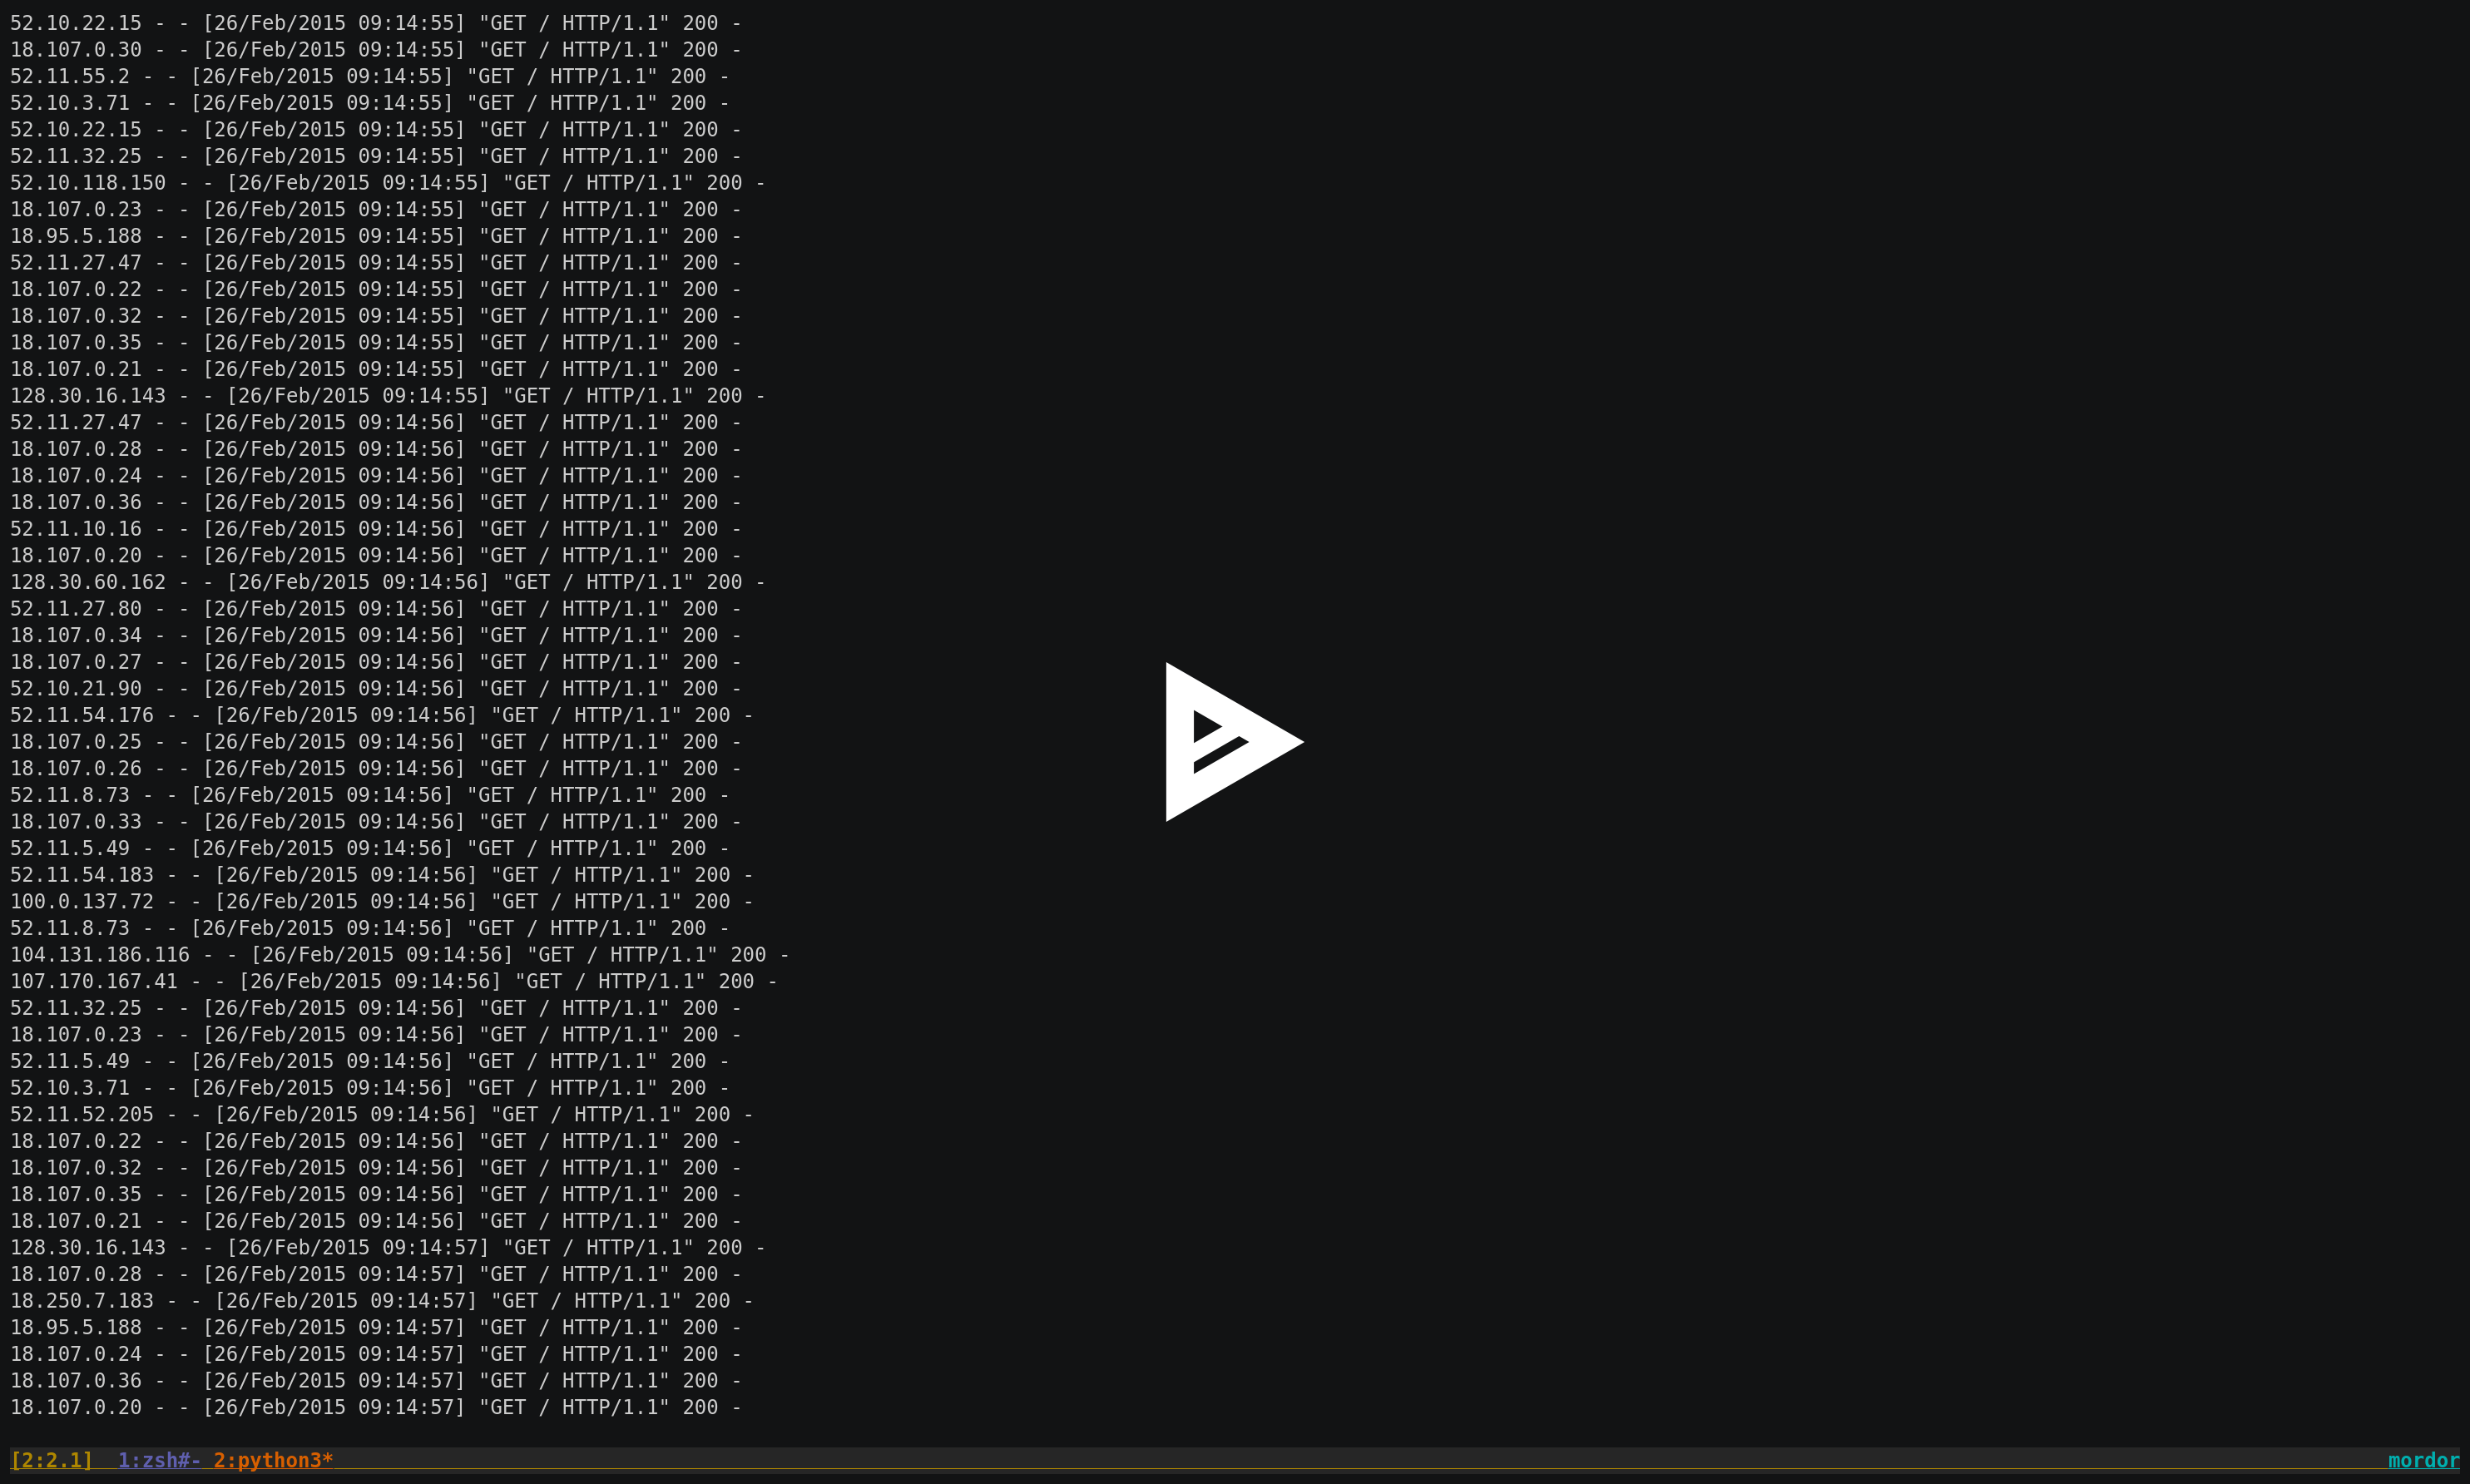 52.10.22.15 - - [26/Feb/2015 09:14:55] "GET / HTTP/1.1" 200 -
18.107.0.30 - - [26/Feb/2015 09:14:55] "GET / HTTP/1.1" 200 -
52.11.55.2 - - [26/Feb/2015 09:14:55] "GET / HTTP/1.1" 200 -
52.10.3.71 - - [26/Feb/2015 09:14:55] "GET / HTTP/1.1" 200 -
52.10.22.15 - - [26/Feb/2015 09:14:55] "GET / HTTP/1.1" 200 -
52.11.32.25 - - [26/Feb/2015 09:14:55] "GET / HTTP/1.1" 200 -
52.10.118.150 - - [26/Feb/2015 09:14:55] "GET / HTTP/1.1" 200 -
18.107.0.23 - - [26/Feb/2015 09:14:55] "GET / HTTP/1.1" 200 -
18.95.5.188 - - [26/Feb/2015 09:14:55] "GET / HTTP/1.1" 200 -
52.11.27.47 - - [26/Feb/2015 09:14:55] "GET / HTTP/1.1" 200 -
18.107.0.22 - - [26/Feb/2015 09:14:55] "GET / HTTP/1.1" 200 -
18.107.0.32 - - [26/Feb/2015 09:14:55] "GET / HTTP/1.1" 200 -
18.107.0.35 - - [26/Feb/2015 09:14:55] "GET / HTTP/1.1" 200 -
18.107.0.21 - - [26/Feb/2015 09:14:55] "GET / HTTP/1.1" 200 -
128.30.16.143 - - [26/Feb/2015 09:14:55] "GET / HTTP/1.1" 200 -
52.11.27.47 - - [26/Feb/2015 09:14:56] "GET / HTTP/1.1" 200 -
18.107.0.28 - - [26/Feb/2015 09:14:56] "GET / HTTP/1.1" 200 -
18.107.0.24 - - [26/Feb/2015 09:14:56] "GET / HTTP/1.1" 200 -
18.107.0.36 - - [26/Feb/2015 09:14:56] "GET / HTTP/1.1" 200 -
52.11.10.16 - - [26/Feb/2015 09:14:56] "GET / HTTP/1.1" 200 -
18.107.0.20 - - [26/Feb/2015 09:14:56] "GET / HTTP/1.1" 200 -
128.30.60.162 - - [26/Feb/2015 09:14:56] "GET / HTTP/1.1" 200 -
52.11.27.80 - - [26/Feb/2015 09:14:56] "GET / HTTP/1.1" 200 -
18.107.0.34 - - [26/Feb/2015 09:14:56] "GET / HTTP/1.1" 200 -
18.107.0.27 - - [26/Feb/2015 09:14:56] "GET / HTTP/1.1" 200 -
52.10.21.90 - - [26/Feb/2015 09:14:56] "GET / HTTP/1.1" 200 -
52.11.54.176 - - [26/Feb/2015 09:14:56] "GET / HTTP/1.1" 200 -
18.107.0.25 - - [26/Feb/2015 09:14:56] "GET / HTTP/1.1" 200 -
18.107.0.26 - - [26/Feb/2015 09:14:56] "GET / HTTP/1.1" 200 -
52.11.8.73 - - [26/Feb/2015 09:14:56] "GET / HTTP/1.1" 200 -
18.107.0.33 - - [26/Feb/2015 09:14:56] "GET / HTTP/1.1" 200 -
52.11.5.49 - - [26/Feb/2015 09:14:56] "GET / HTTP/1.1" 200 -
52.11.54.183 - - [26/Feb/2015 09:14:56] "GET / HTTP/1.1" 200 -
100.0.137.72 - - [26/Feb/2015 09:14:56] "GET / HTTP/1.1" 200 -
52.11.8.73 - - [26/Feb/2015 09:14:56] "GET / HTTP/1.1" 200 -
104.131.186.116 - - [26/Feb/2015 09:14:56] "GET / HTTP/1.1" 200 -
107.170.167.41 - - [26/Feb/2015 09:14:56] "GET / HTTP/1.1" 200 -
52.11.32.25 - - [26/Feb/2015 09:14:56] "GET / HTTP/1.1" 200 -
18.107.0.23 - - [26/Feb/2015 09:14:56] "GET / HTTP/1.1" 200 -
52.11.5.49 - - [26/Feb/2015 09:14:56] "GET / HTTP/1.1" 200 -
52.10.3.71 - - [26/Feb/2015 09:14:56] "GET / HTTP/1.1" 200 -
52.11.52.205 - - [26/Feb/2015 09:14:56] "GET / HTTP/1.1" 200 -
18.107.0.22 - - [26/Feb/2015 09:14:56] "GET / HTTP/1.1" 200 -
18.107.0.32 - - [26/Feb/2015 09:14:56] "GET / HTTP/1.1" 200 -
18.107.0.35 - - [26/Feb/2015 09:14:56] "GET / HTTP/1.1" 200 -
18.107.0.21 - - [26/Feb/2015 09:14:56] "GET / HTTP/1.1" 200 -
128.30.16.143 - - [26/Feb/2015 09:14:57] "GET / HTTP/1.1" 200 -
18.107.0.28 - - [26/Feb/2015 09:14:57] "GET / HTTP/1.1" 200 -
18.250.7.183 - - [26/Feb/2015 09:14:57] "GET / HTTP/1.1" 200 -
18.95.5.188 - - [26/Feb/2015 09:14:57] "GET / HTTP/1.1" 200 -
18.107.0.24 - - [26/Feb/2015 09:14:57] "GET / HTTP/1.1" 200 -
18.107.0.36 - - [26/Feb/2015 09:14:57] "GET / HTTP/1.1" 200 -
18.107.0.20 - - [26/Feb/2015 09:14:57] "GET / HTTP/1.1" 200 -
[2:2.1] 1:zsh#- 2:python3* mordor